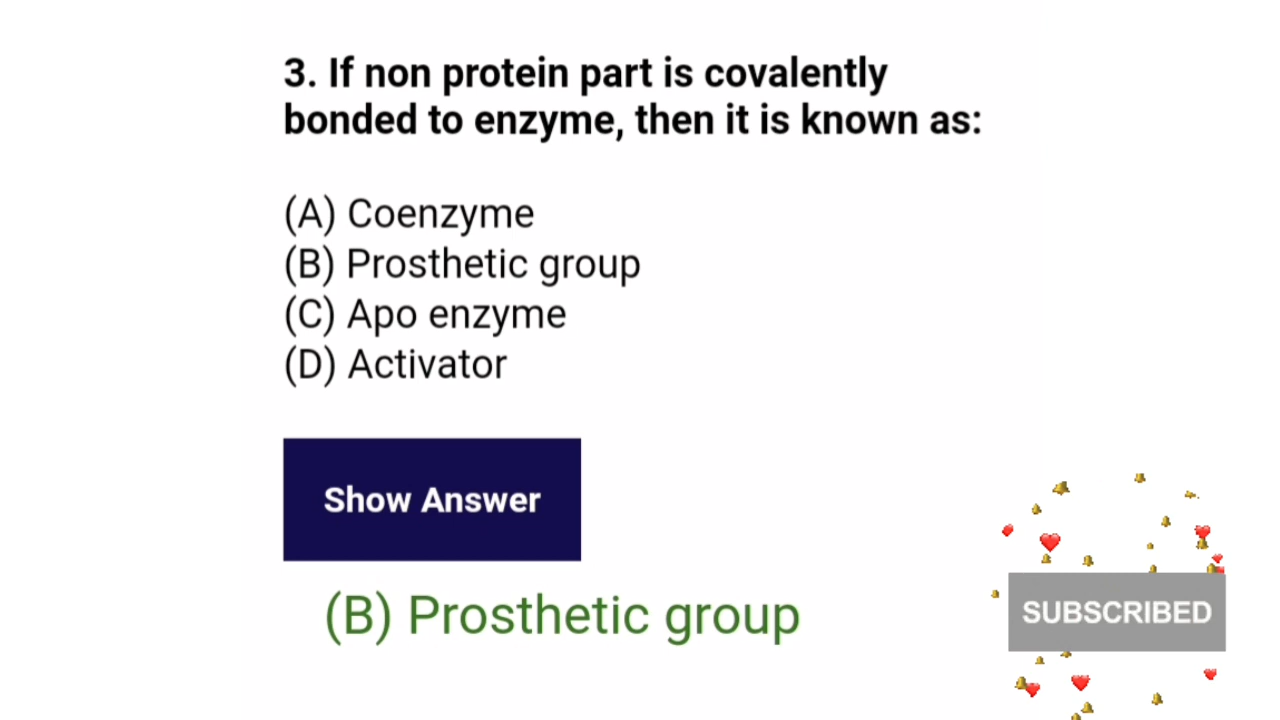 3. If non protein part is covalently
bonded to enzyme, then it is known as:
(A) Coenzyme
(B) Prosthetic group
(C) Apo enzyme
(D) Activator
Show Answer
(B) Prosthetic group
SUBSCRIBED